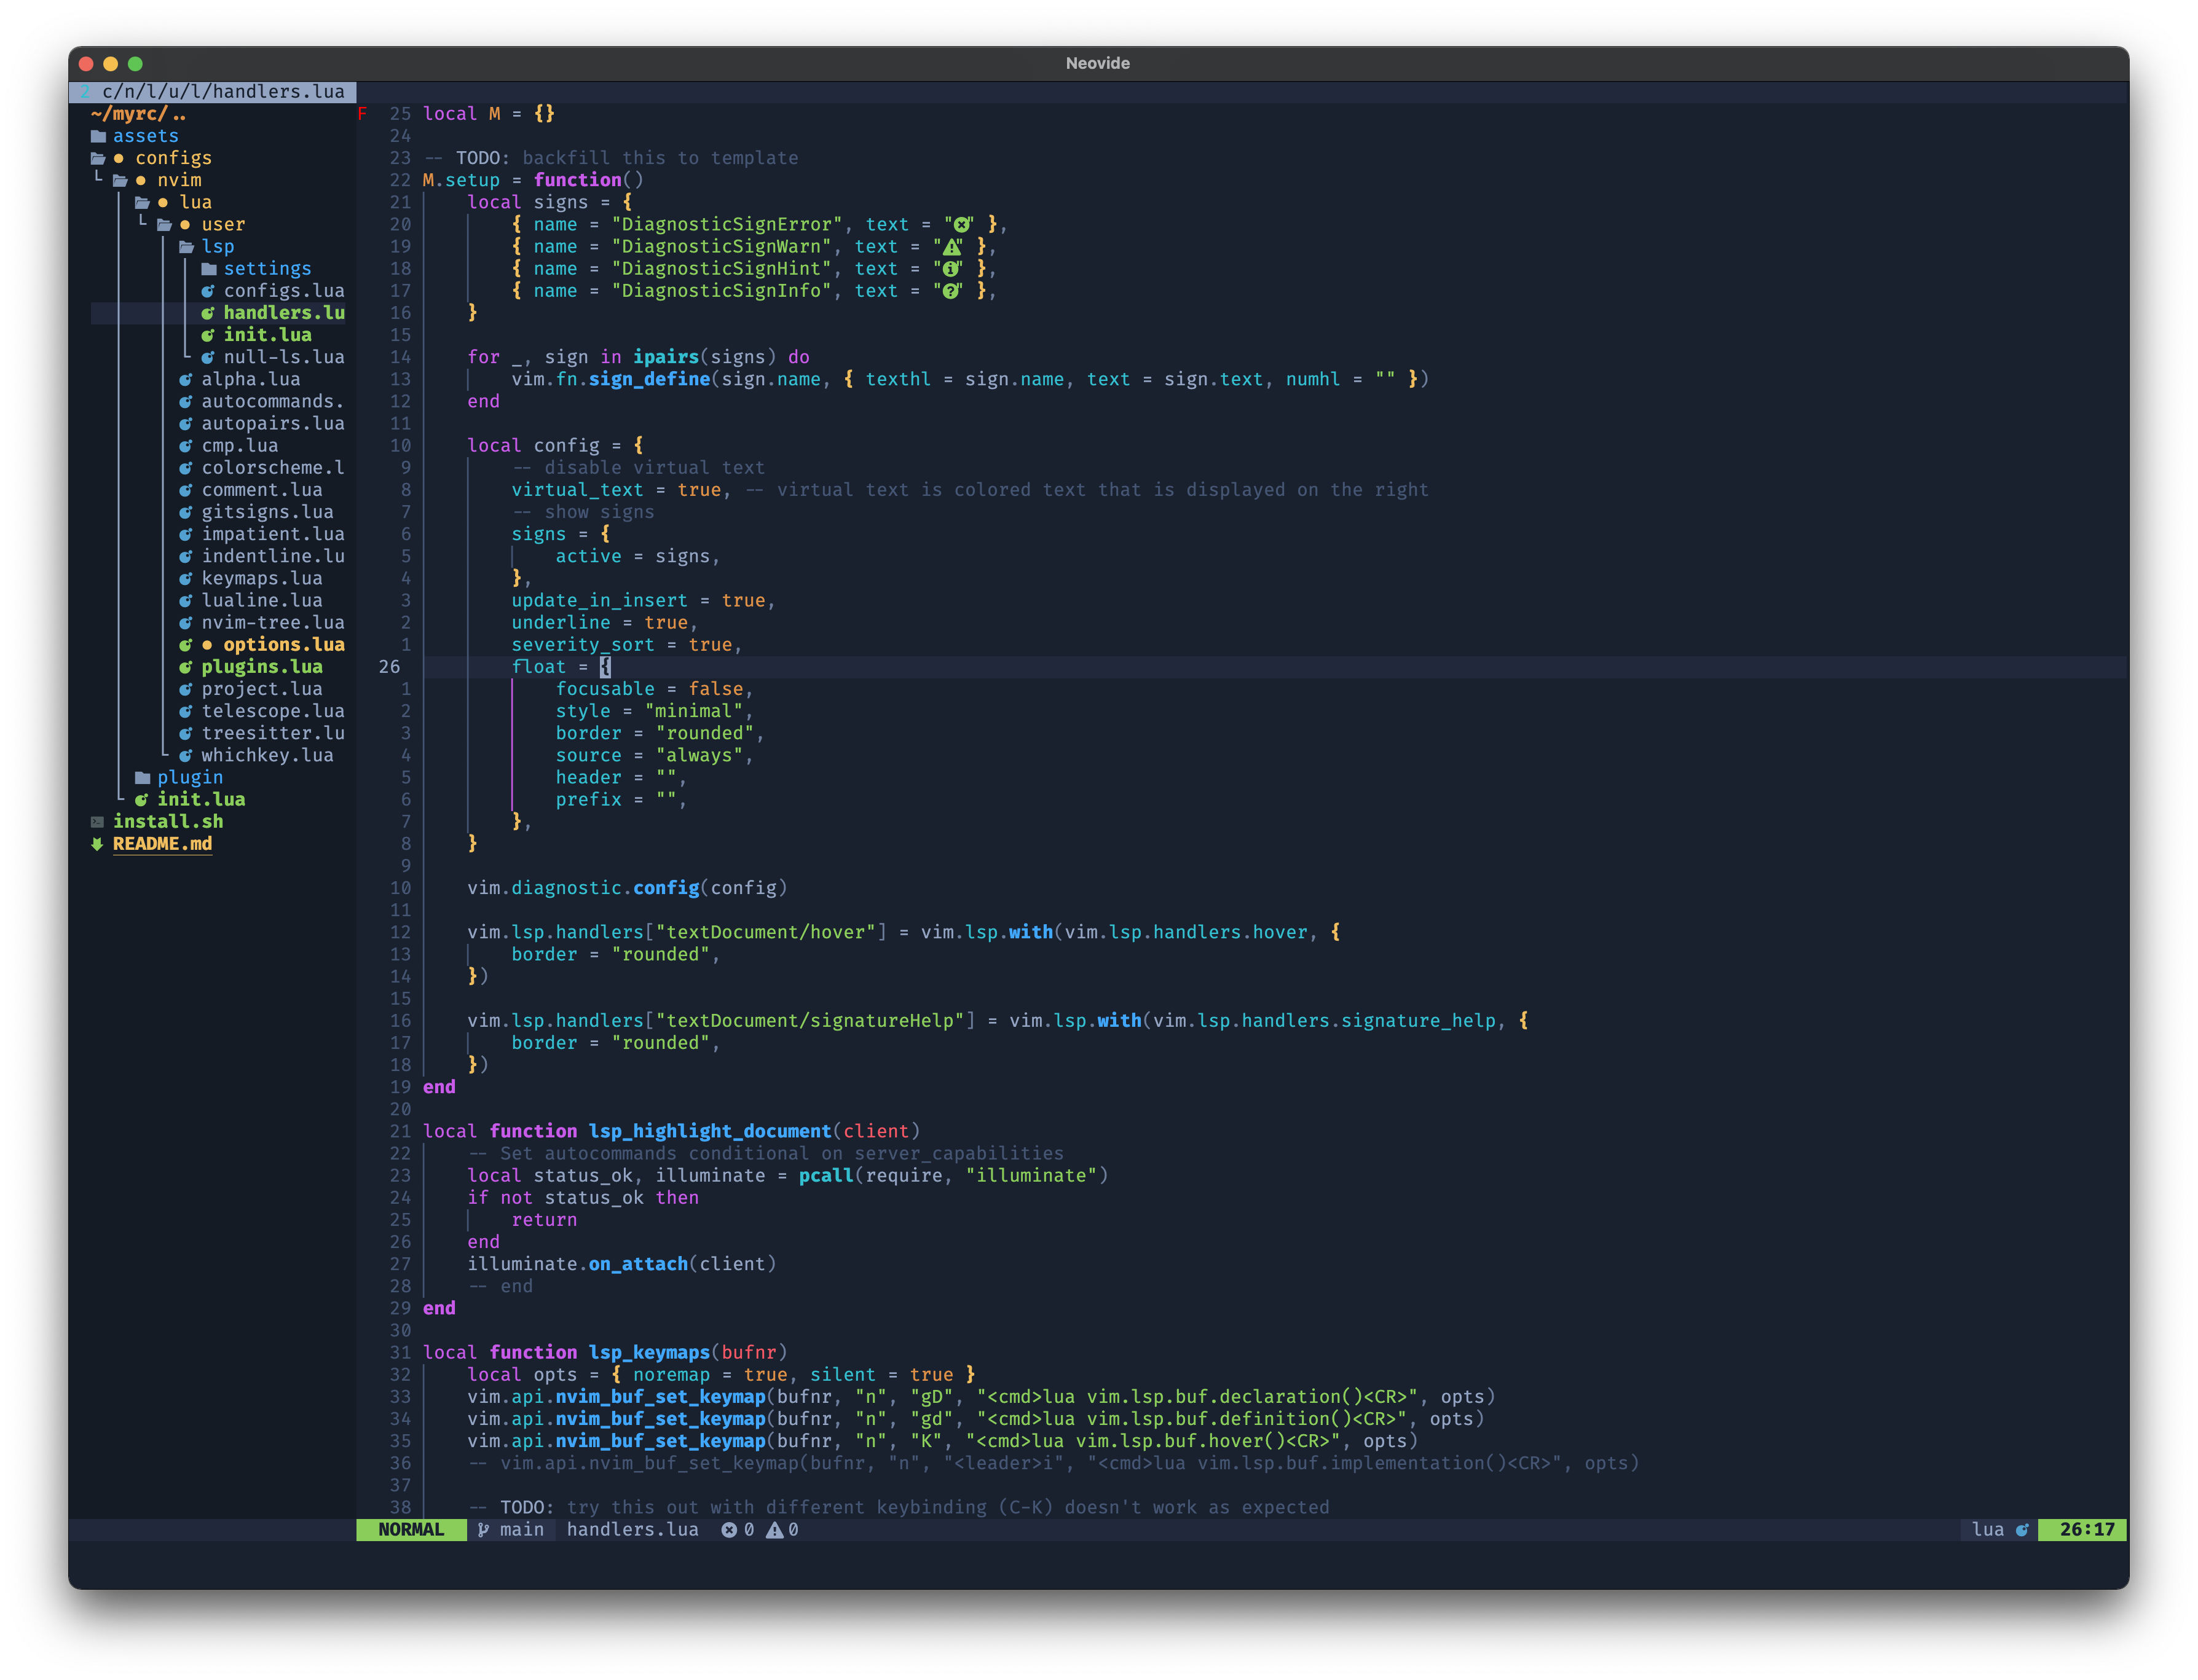 Neovide
2 c/n/l/u/l/handlers.lua
~/myrc/..
assets
configs
nvim
lua
user
lsp
settings
configs.lua
handlers.lu
init.lua
null-ls.lua
alpha.lua
autocommands.
autopairs.lua
cmp.lua
colorscheme.l
comment.lua
gitsigns.lua
impatient.lua
indentline.lu
keymaps.lua
lualine.lua
nvim-tree.lua
options.lua
plugins.lua
project.lua
telescope.lua
treesitter.lu
whichkey.lua
plugin
init.lua
install.sh
README.md
F 25 local M = {}
24
23 -- TODO: backfill this to template
22 M.setup = function()
21 local signs = {
20 { name = "DiagnosticSignError", text = "" },
19 { name = "DiagnosticSignWarn", text = "" },
18 { name = "DiagnosticSignHint", text = "" },
17 { name = "DiagnosticSignInfo", text = "" },
16 }
15
14 for _, sign in ipairs(signs) do
13 vim.fn.sign_define(sign.name, { texthl = sign.name, text = sign.text, numhl = "" })
12 end
11
10 local config = {
9 -- disable virtual text
8 virtual_text = true, -- virtual text is colored text that is displayed on the right
7 -- show signs
6 signs = {
5 active = signs,
4 },
3 update_in_insert = true,
2 underline = true,
1 severity_sort = true,
26 float = {
1 focusable = false,
2 style = "minimal",
3 border = "rounded",
4 source = "always",
5 header = "",
6 prefix = "",
7 },
8 }
9
10 vim.diagnostic.config(config)
11
12 vim.lsp.handlers["textDocument/hover"] = vim.lsp.with(vim.lsp.handlers.hover, {
13 border = "rounded",
14 })
15
16 vim.lsp.handlers["textDocument/signatureHelp"] = vim.lsp.with(vim.lsp.handlers.signature_help, {
17 border = "rounded",
18 })
19 end
20
21 local function lsp_highlight_document(client)
22 -- Set autocommands conditional on server_capabilities
23 local status_ok, illuminate = pcall(require, "illuminate")
24 if not status_ok then
25 return
26 end
27 illuminate.on_attach(client)
28 -- end
29 end
30
31 local function lsp_keymaps(bufnr)
32 local opts = { noremap = true, silent = true }
33 vim.api.nvim_buf_set_keymap(bufnr, "n", "gD", "<cmd>lua vim.lsp.buf.declaration()<CR>", opts)
34 vim.api.nvim_buf_set_keymap(bufnr, "n", "gd", "<cmd>lua vim.lsp.buf.definition()<CR>", opts)
35 vim.api.nvim_buf_set_keymap(bufnr, "n", "K", "<cmd>lua vim.lsp.buf.hover()<CR>", opts)
36 -- vim.api.nvim_buf_set_keymap(bufnr, "n", "<leader>i", "<cmd>lua vim.lsp.buf.implementation()<CR>", opts)
37
38 -- TODO: try this out with different keybinding (C-K) doesn't work as expected
NORMAL main handlers.lua 0 0 lua 26:17